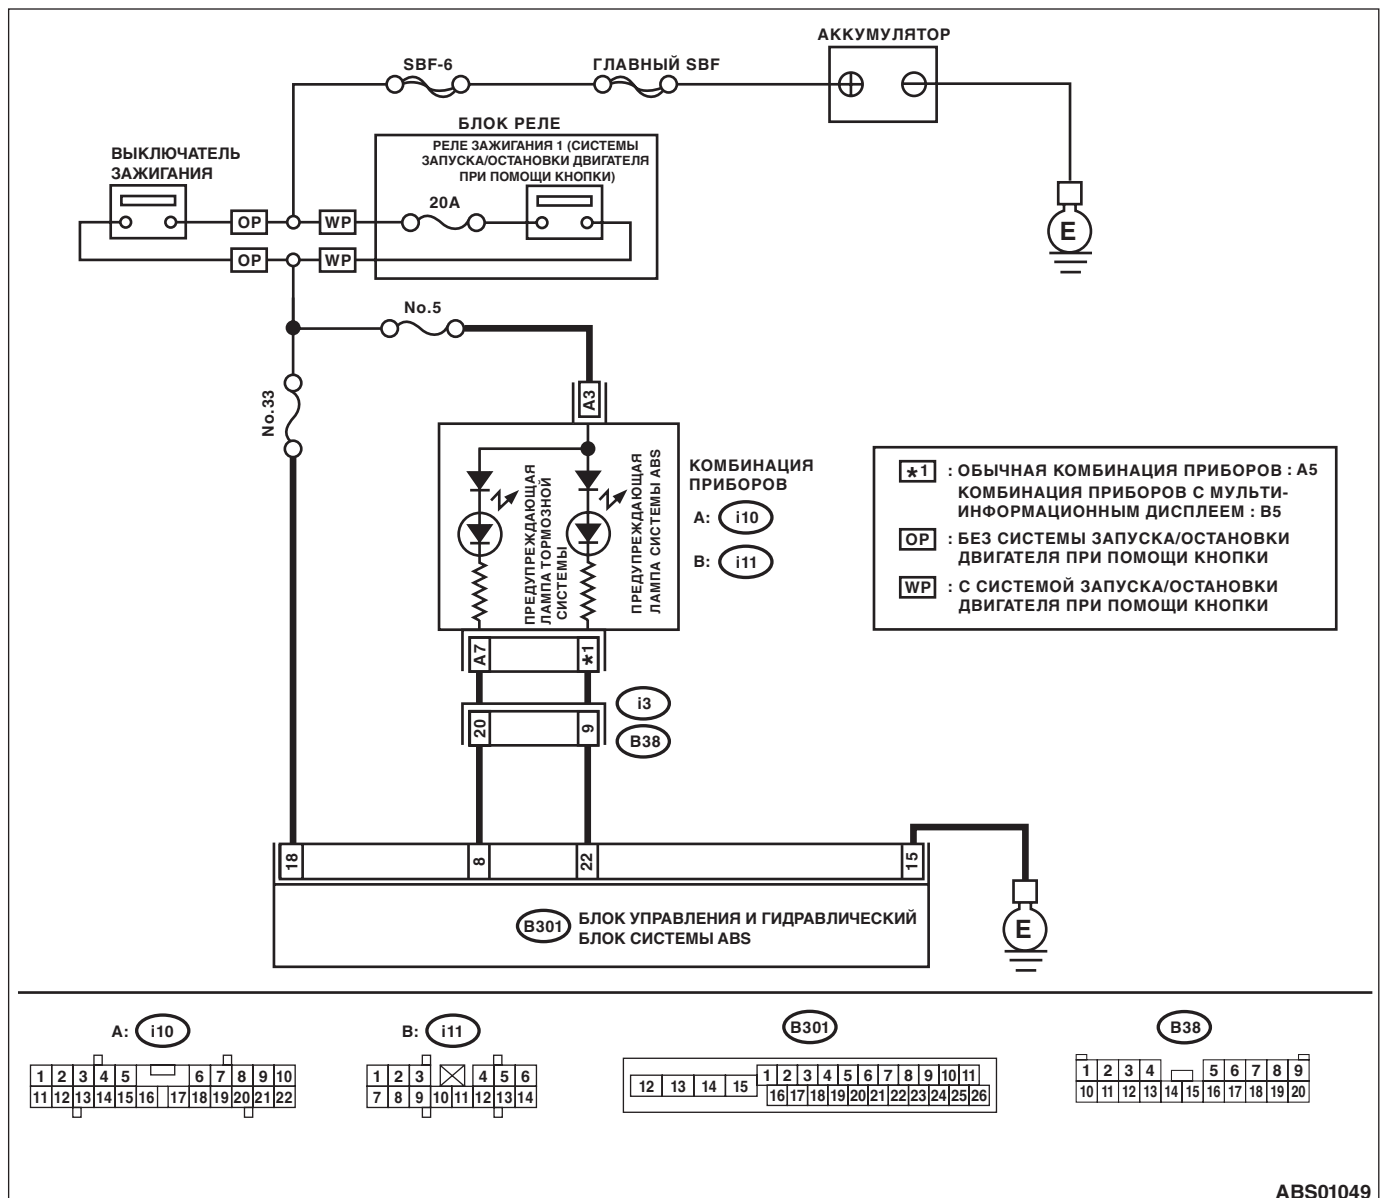 АККУМУЛЯТОР
SBF-6
ГЛАВНЫЙ SBF
БЛОК РЕЛЕ
РЕЛЕ ЗАЖИГАНИЯ 1 (СИСТЕМЫ
ЗАПУСКА/ОСТАНОВКИ ДВИГАТЕЛЯ
ПРИ ПОМОЩИ КНОПКИ)
ВЫКЛЮЧАТЕЛЬ
ЗАЖИГАНИЯ
20A
OP
WP
OP
WP
E
No.5
No.33
A3
ПРЕДУПРЕЖДАЮЩАЯ
ЛАМПА ТОРМОЗНОЙ
СИСТЕМЫ
ПРЕДУПРЕЖДАЮЩАЯ
ЛАМПА СИСТЕМЫ ABS
КОМБИНАЦИЯ
ПРИБОРОВ
A: i10
B: i11
*1 : ОБЫЧНАЯ КОМБИНАЦИЯ ПРИБОРОВ : A5
КОМБИНАЦИЯ ПРИБОРОВ С МУЛЬТИ-
ИНФОРМАЦИОННЫМ ДИСПЛЕЕМ : B5
OP : БЕЗ СИСТЕМЫ ЗАПУСКА/ОСТАНОВКИ
ДВИГАТЕЛЯ ПРИ ПОМОЩИ КНОПКИ
WP : С СИСТЕМОЙ ЗАПУСКА/ОСТАНОВКИ
ДВИГАТЕЛЯ ПРИ ПОМОЩИ КНОПКИ
A7
*1
i3
20
9
B38
18
8
22
15
B301 БЛОК УПРАВЛЕНИЯ И ГИДРАВЛИЧЕСКИЙ
БЛОК СИСТЕМЫ ABS
E
A: i10
1 2 3 4 5 6 7 8 9 10
11 12 13 14 15 16 17 18 19 20 21 22
B: i11
1 2 3 4 5 6
7 8 9 10 11 12 13 14
B301
12 13 14 15
1 2 3 4 5 6 7 8 9 10 11
16 17 18 19 20 21 22 23 24 25 26
B38
1 2 3 4 5 6 7 8 9
10 11 12 13 14 15 16 17 18 19 20
ABS01049